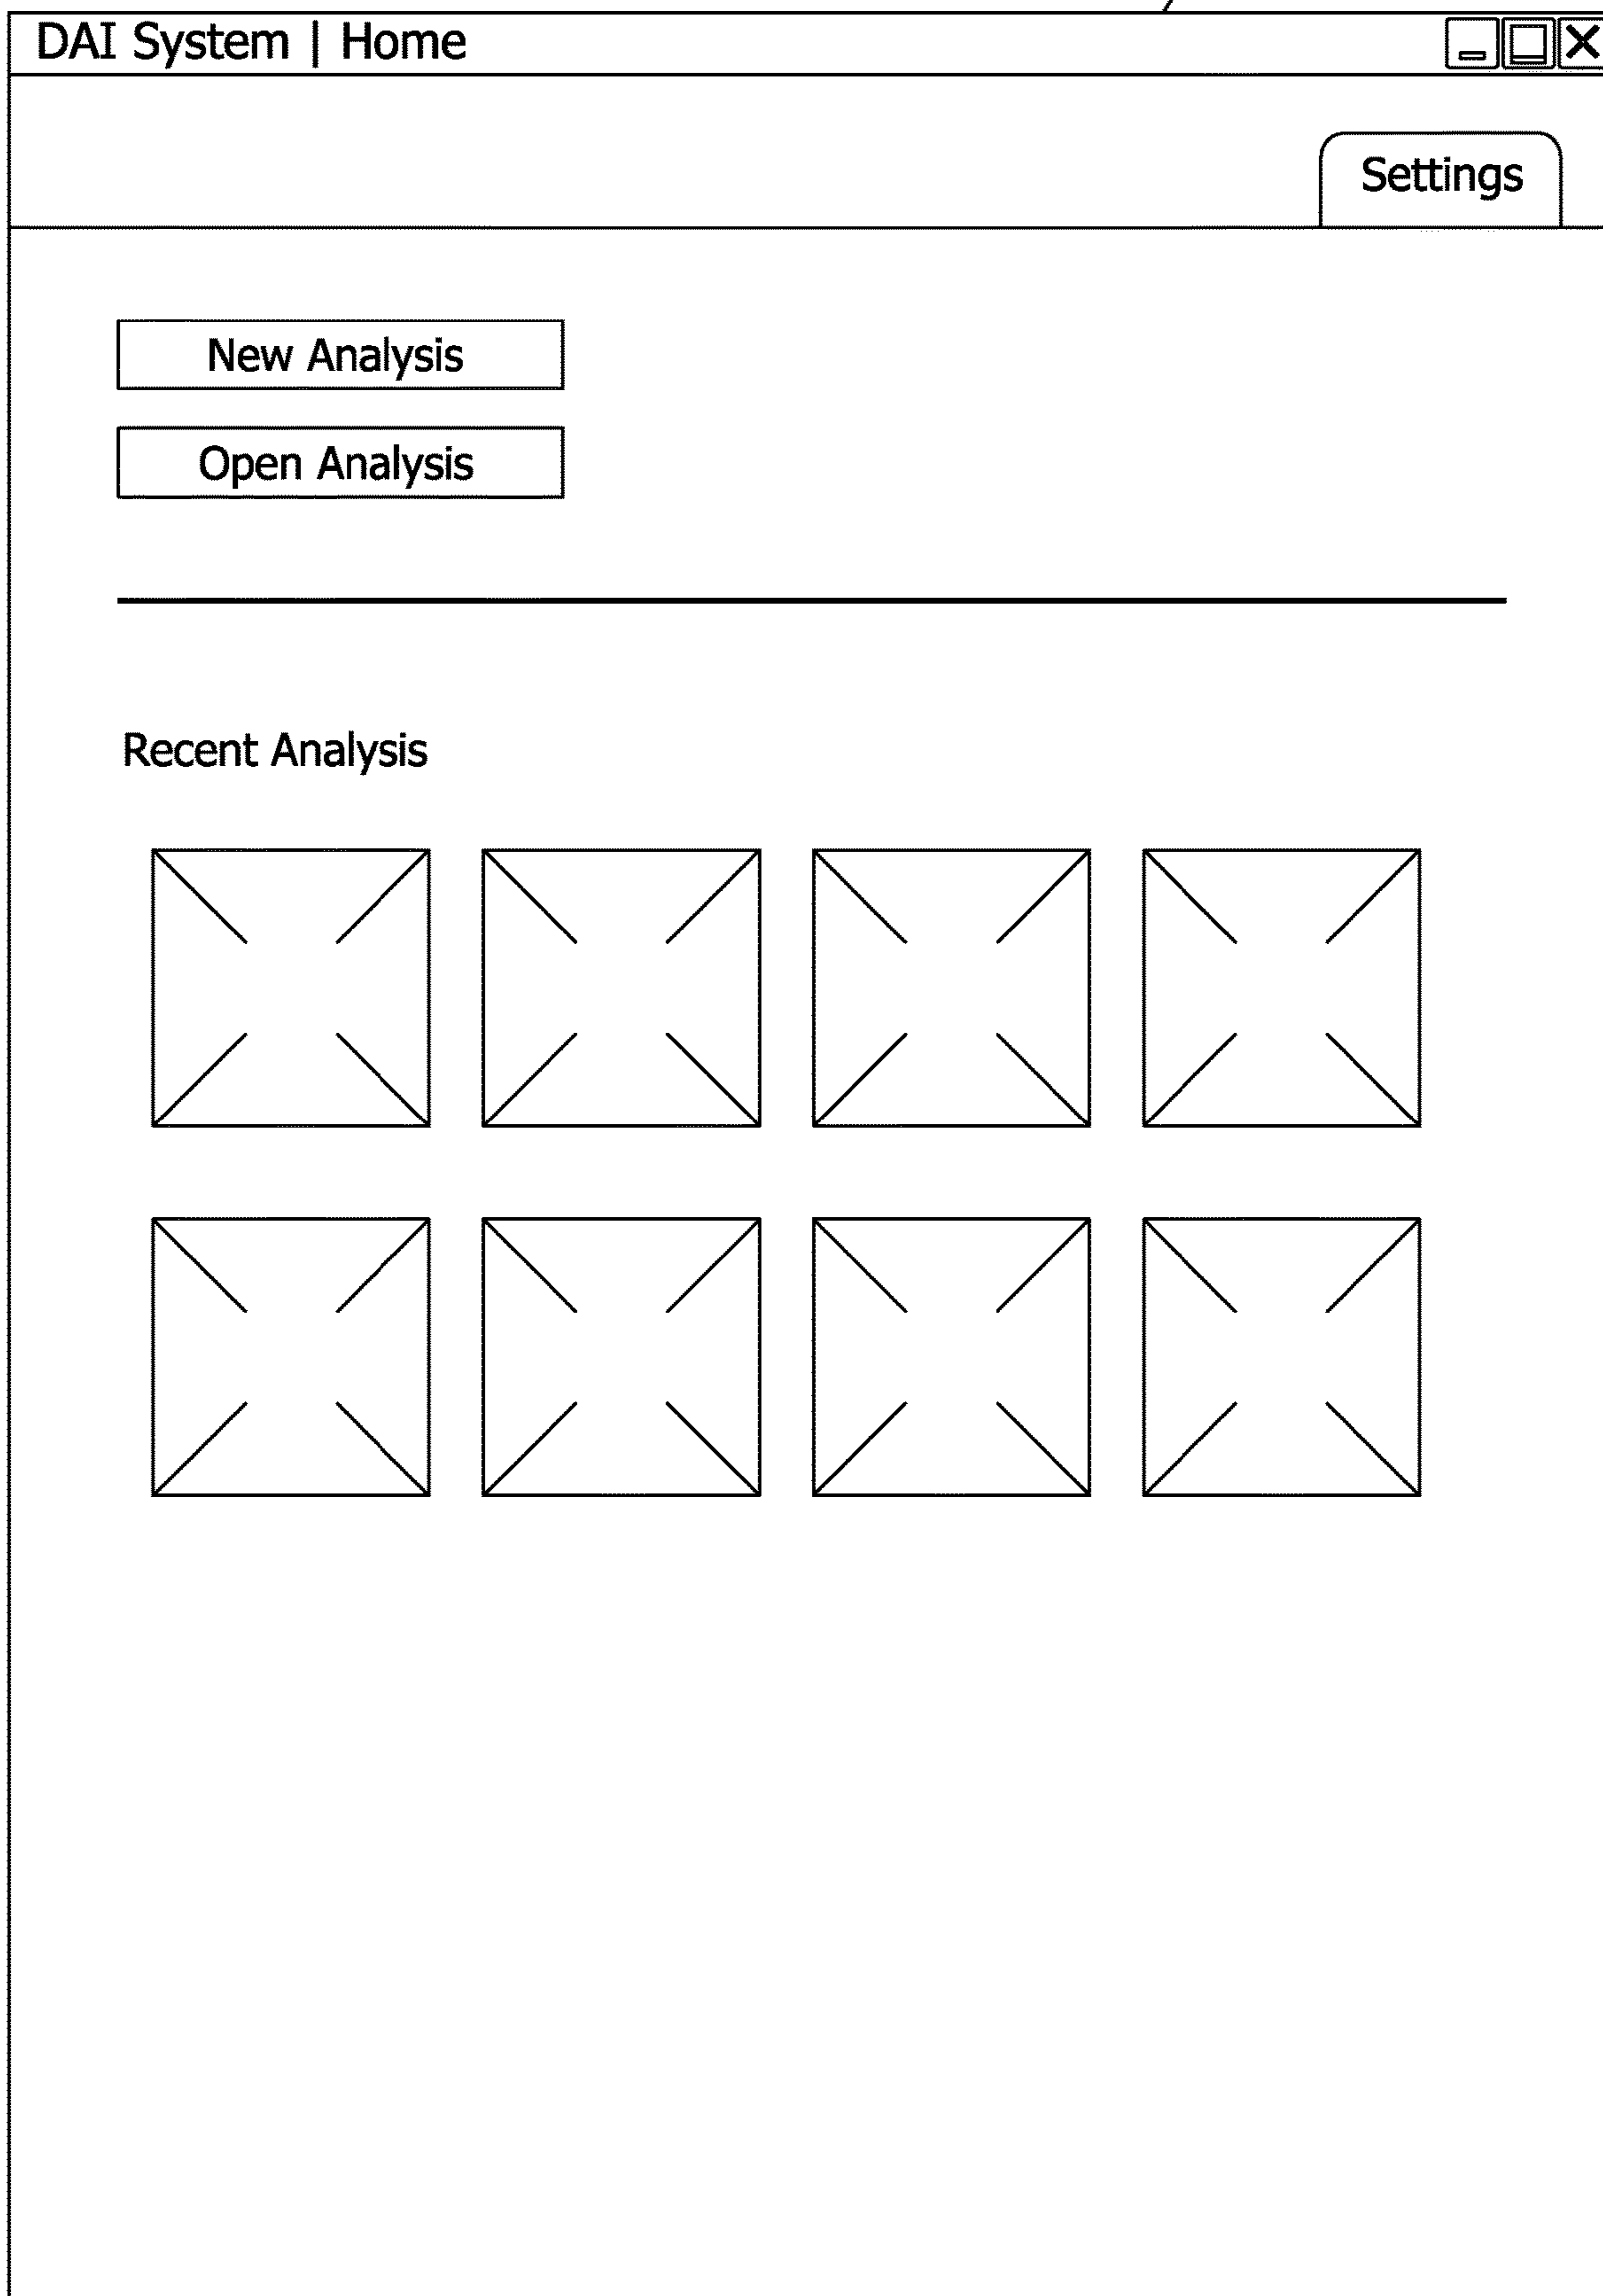 DAI System | Home
Settings
New Analysis
Open Analysis
Recent Analysis